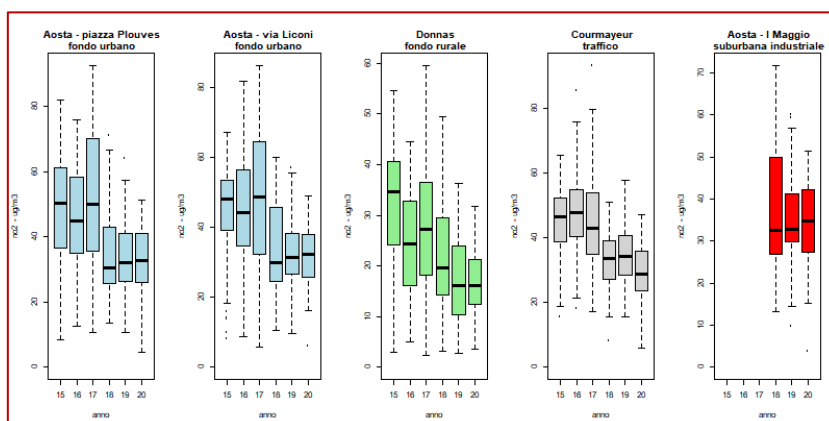 Aosta - piazza Plouves
fondo urbano
no2 - ug/m3
80
60
40
20
0
15 16 17 18 19 20
anno
Aosta - via Liconi
fondo urbano
no2 - ug/m3
80
60
40
20
0
15 16 17 18 19 20
anno
Donnas
fondo rurale
no2 - ug/m3
60
50
40
30
20
10
0
15 16 17 18 19 20
anno
Courmayeur
traffico
no2 - ug/m3
80
60
40
20
0
15 16 17 18 19 20
anno
Aosta - I Maggio
suburbana industriale
no2 - ug/m3
70
60
50
40
30
20
10
0
15 16 17 18 19 20
anno